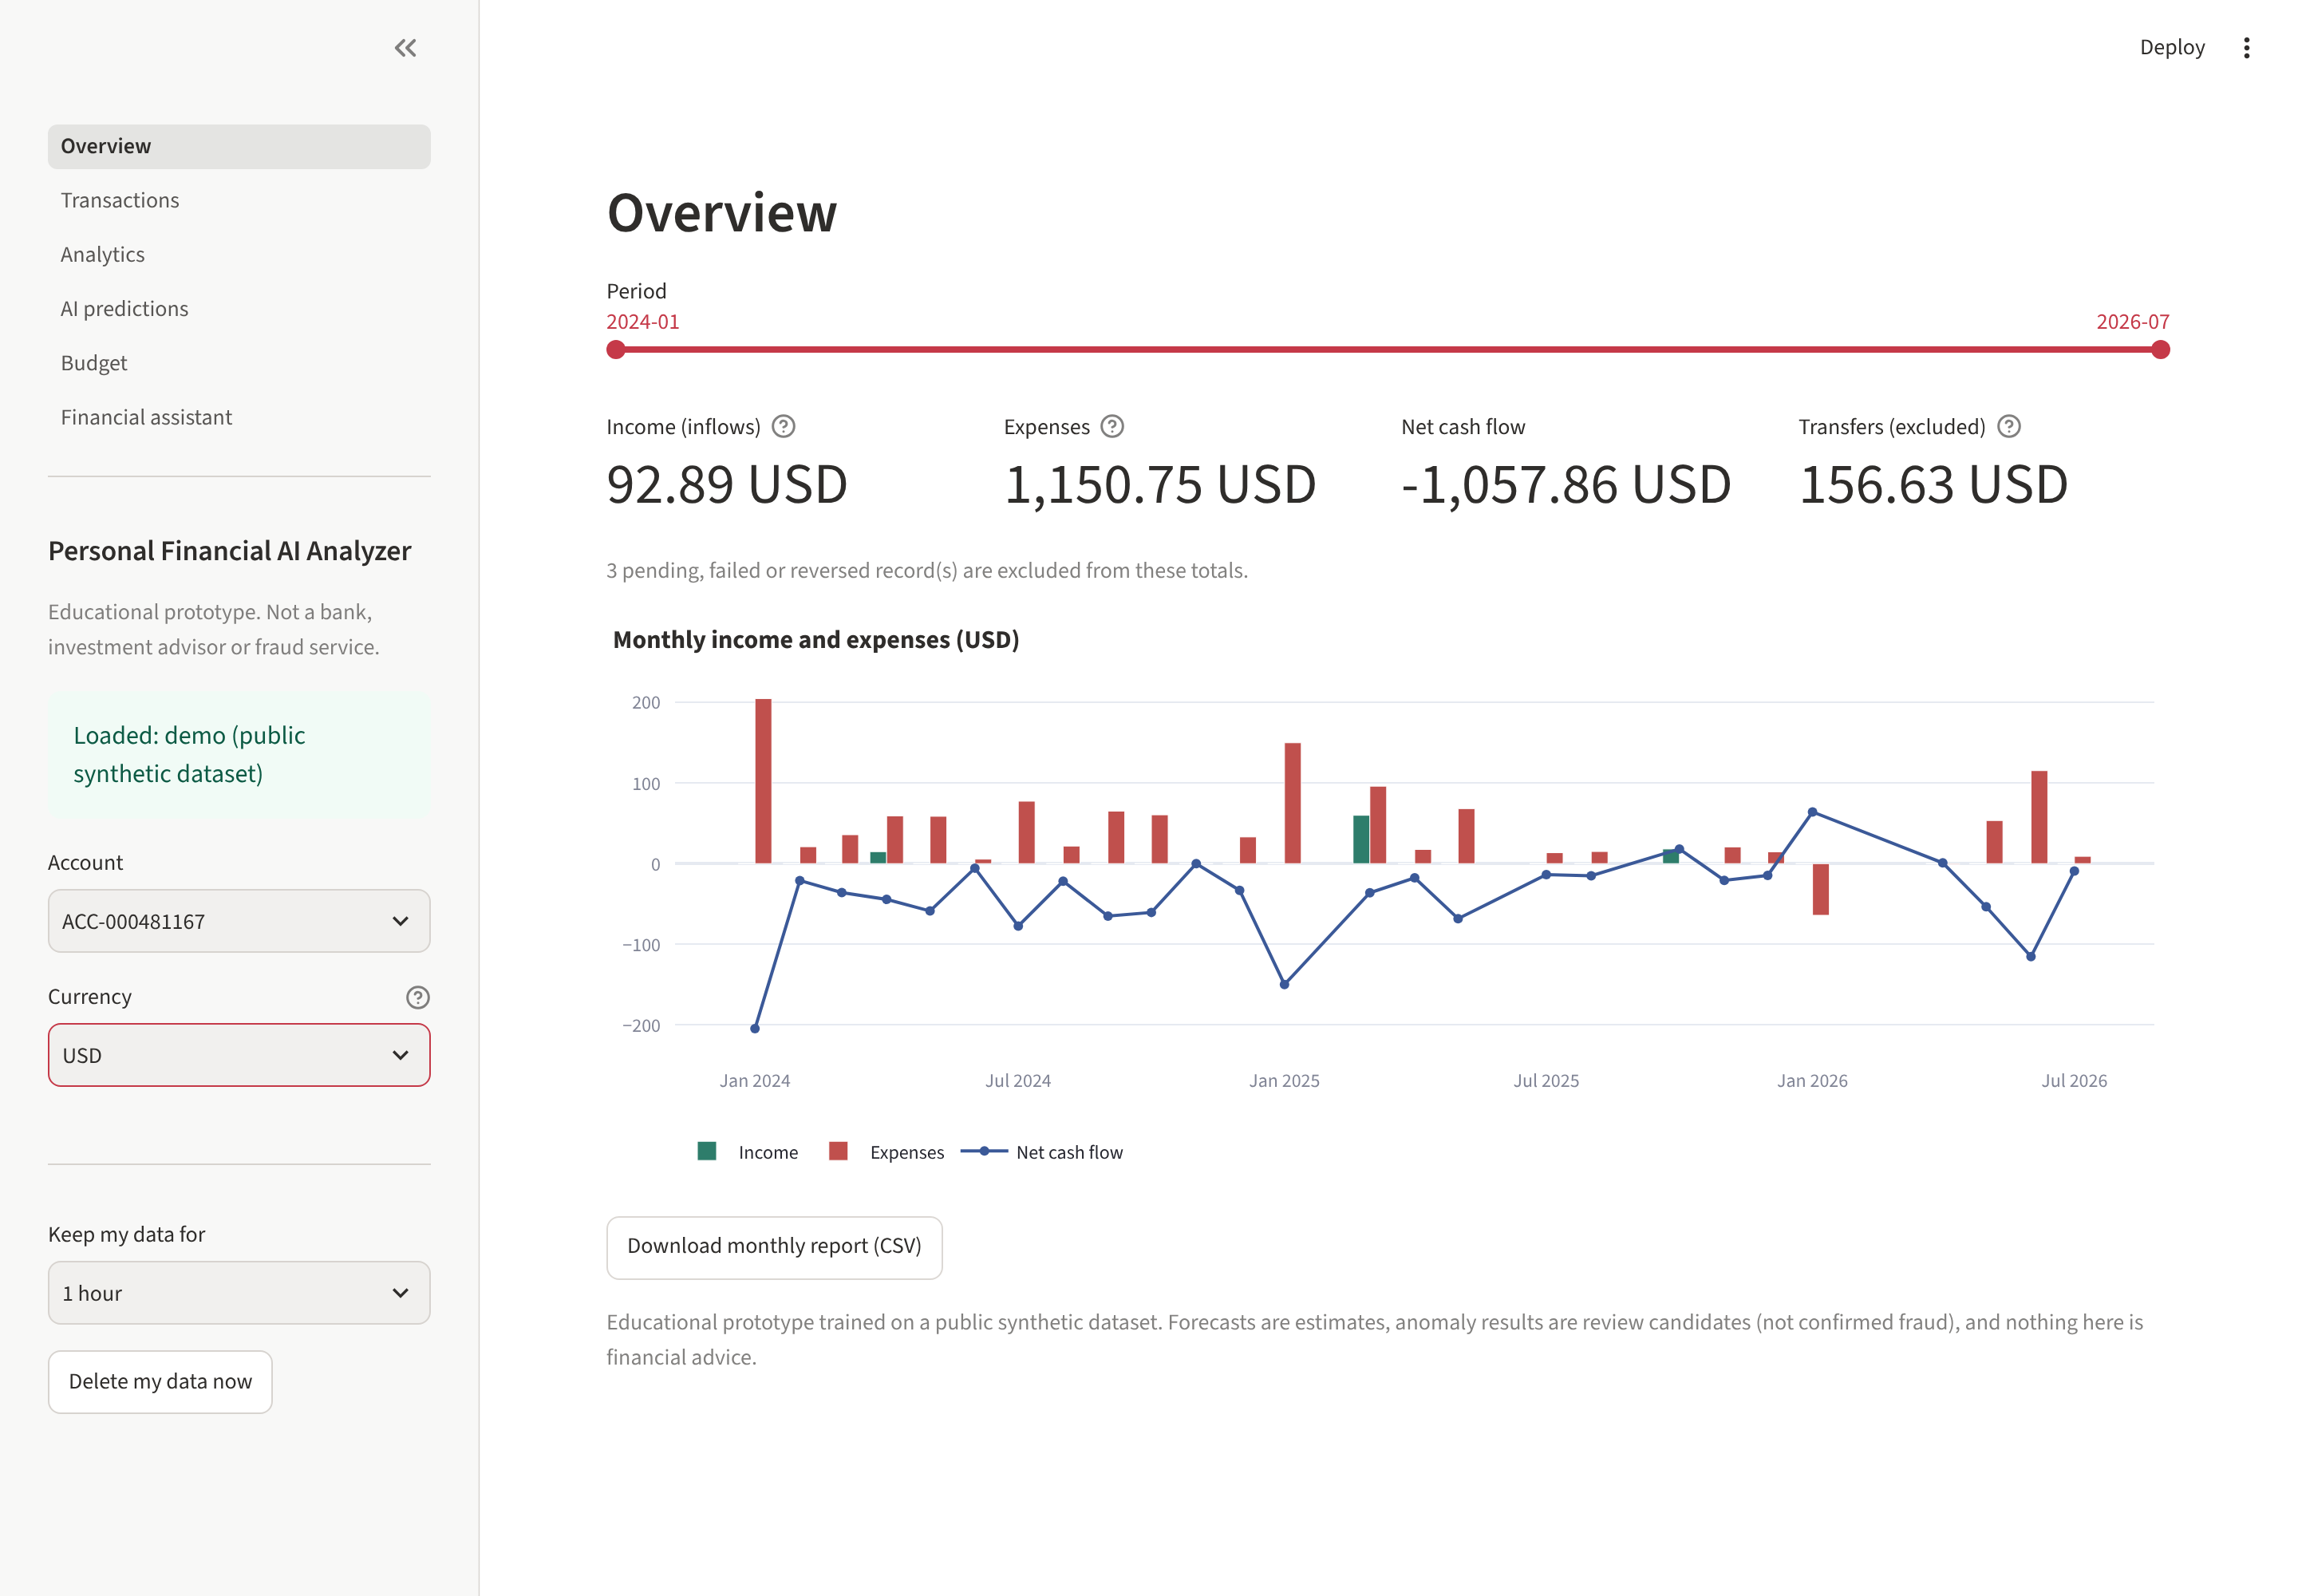 Deploy
Overview
Transactions
Analytics
AI predictions
Budget
Financial assistant
Personal Financial AI Analyzer
Educational prototype. Not a bank,
investment advisor or fraud service.
Loaded: demo (public
synthetic dataset)
Account
ACC-000481167
Currency
USD
Keep my data for
1 hour
Delete my data now
Overview
Period
2024-01
2026-07
Income (inflows)
92.89 USD
Expenses
1,150.75 USD
Net cash flow
-1,057.86 USD
Transfers (excluded)
156.63 USD
3 pending, failed or reversed record(s) are excluded from these totals.
Monthly income and expenses (USD)
200
100
0
−100
−200
Jan 2024
Jul 2024
Jan 2025
Jul 2025
Jan 2026
Jul 2026
Income
Expenses
Net cash flow
Download monthly report (CSV)
Educational prototype trained on a public synthetic dataset. Forecasts are estimates, anomaly results are review candidates (not confirmed fraud), and nothing here is
financial advice.